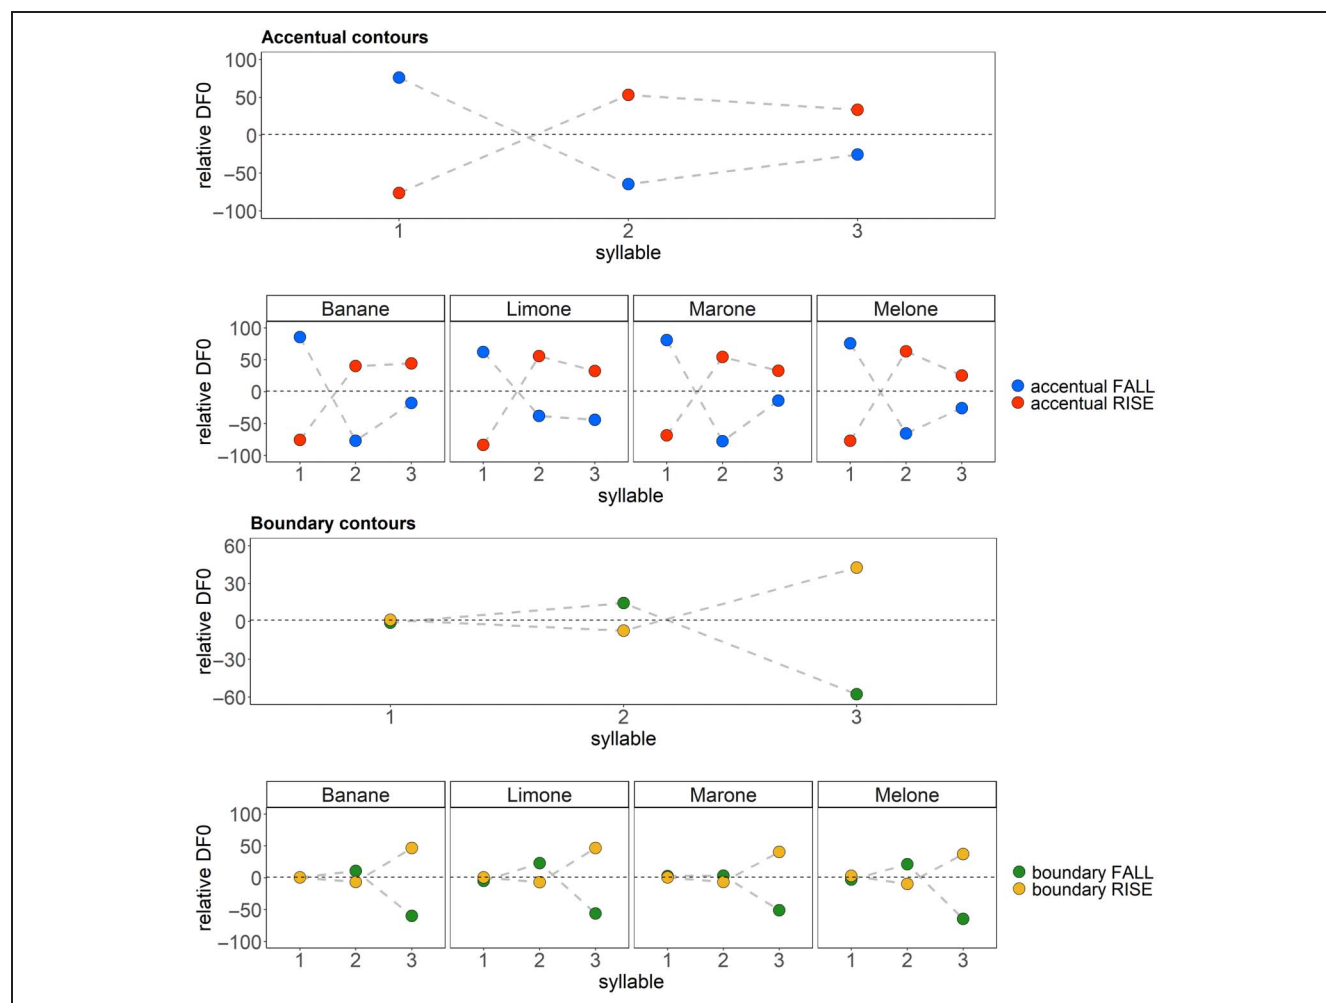 Accentual contours
relative DF0
100
50
0
−50
−100
1 2 3
syllable
Banane Limone Marone Melone
relative DF0
100
50
0
−50
−100
1 2 3 1 2 3 1 2 3 1 2 3
syllable
accentual FALL
accentual RISE
Boundary contours
relative DF0
60
30
0
−30
−60
1 2 3
syllable
Banane Limone Marone Melone
relative DF0
100
50
0
−50
−100
1 2 3 1 2 3 1 2 3 1 2 3
syllable
boundary FALL
boundary RISE